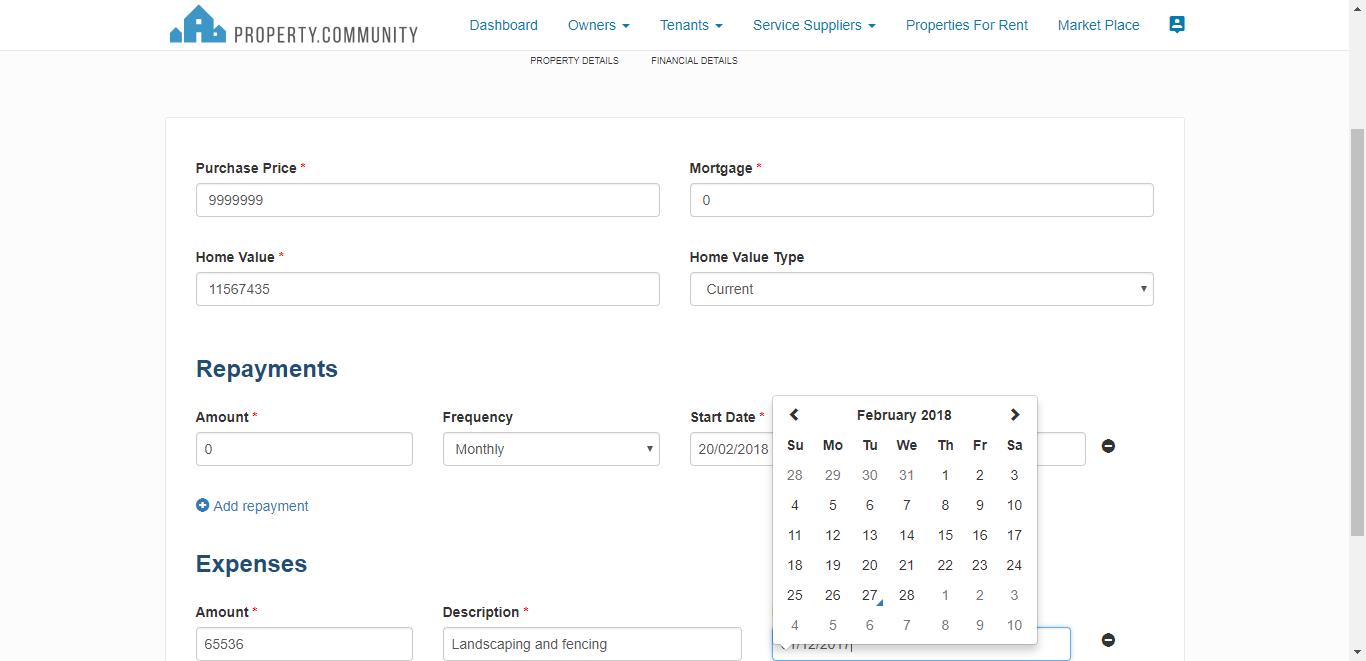 PROPERTY.COMMUNITY Dashboard Owners Tenants Service Suppliers Properties For Rent Market Place
PROPERTY DETAILS FINANCIAL DETAILS
Purchase Price * Mortgage *
9999999 0
Home Value * Home Value Type
11567435 Current
Repayments
Amount * Frequency Start Date *
0 Monthly 20/02/2018
Add repayment
February 2018
Su Mo Tu We Th Fr Sa
28 29 30 31 1 2 3
4 5 6 7 8 9 10
11 12 13 14 15 16 17
18 19 20 21 22 23 24
25 26 27 28 1 2 3
4 5 6 7 8 9 10
Expenses
Amount * Description *
65536 Landscaping and fencing